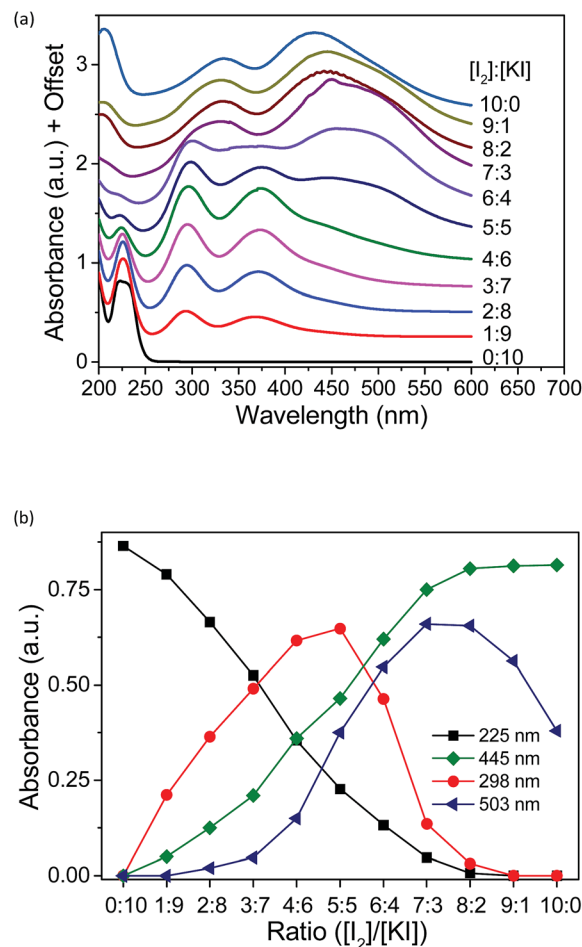 (a)
[I₂]:[KI]
10:0
9:1
8:2
7:3
6:4
5:5
4:6
3:7
2:8
1:9
0:10
Absorbance (a.u.) + Offset
3
2
1
0
200 250 300 350 400 450 500 550 600 650 700
Wavelength (nm)
(b)
Absorbance (a.u.)
0.75
0.50
0.25
0.00
225 nm
445 nm
298 nm
503 nm
0:10 1:9 2:8 3:7 4:6 5:5 6:4 7:3 8:2 9:1 10:0
Ratio ([I₂]/[KI])